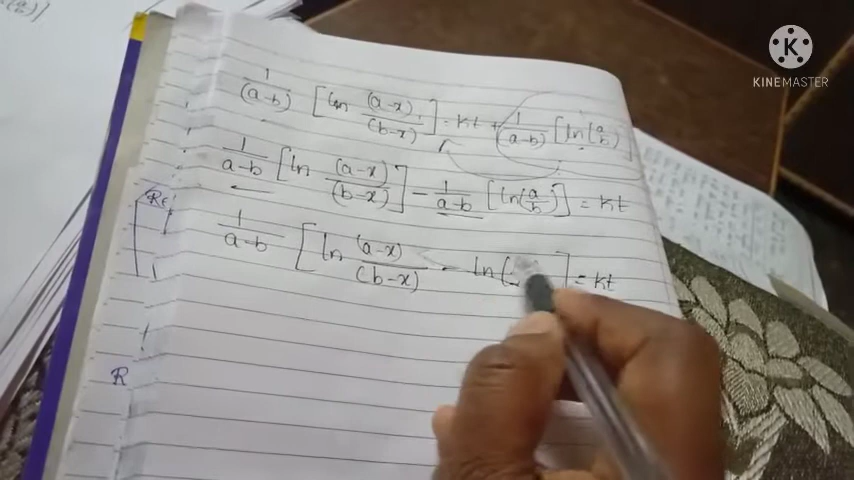 1/(a-b) [ln (a-x)/(b-x)] = kt + 1/(a-b) [ln(a/b)]
1/a-b [ln (a-x)/(b-x)] - 1/a-b [ln(a/b)] = kt
1/a-b [ln (a-x)/(b-x) - ln( ] = kt
R
K
KINEMASTER